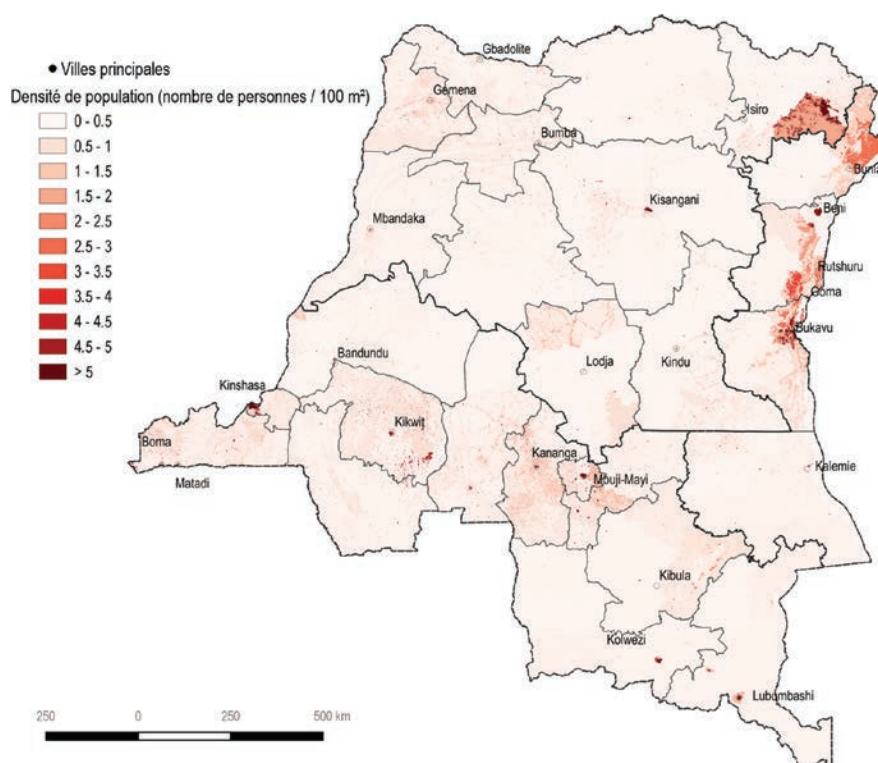 Villes principales
Densité de population (nombre de personnes / 100 m²)
0 - 0.5
0.5 - 1
1 - 1.5
1.5 - 2
2 - 2.5
2.5 - 3
3 - 3.5
3.5 - 4
4 - 4.5
4.5 - 5
> 5
Gbadolite
Gemena
Isiro
Bumba
Bunia
Kisangani
Beni
Mbandaka
Rutshuru
Goma
Bukavu
Bandundu
Lodja
Kindu
Kinshasa
Kikwit
Boma
Kananga
Kalemie
Matadi
Mouji-Mayi
Kibula
Kolwezi
Lubumbashi
250 0 250 500 km